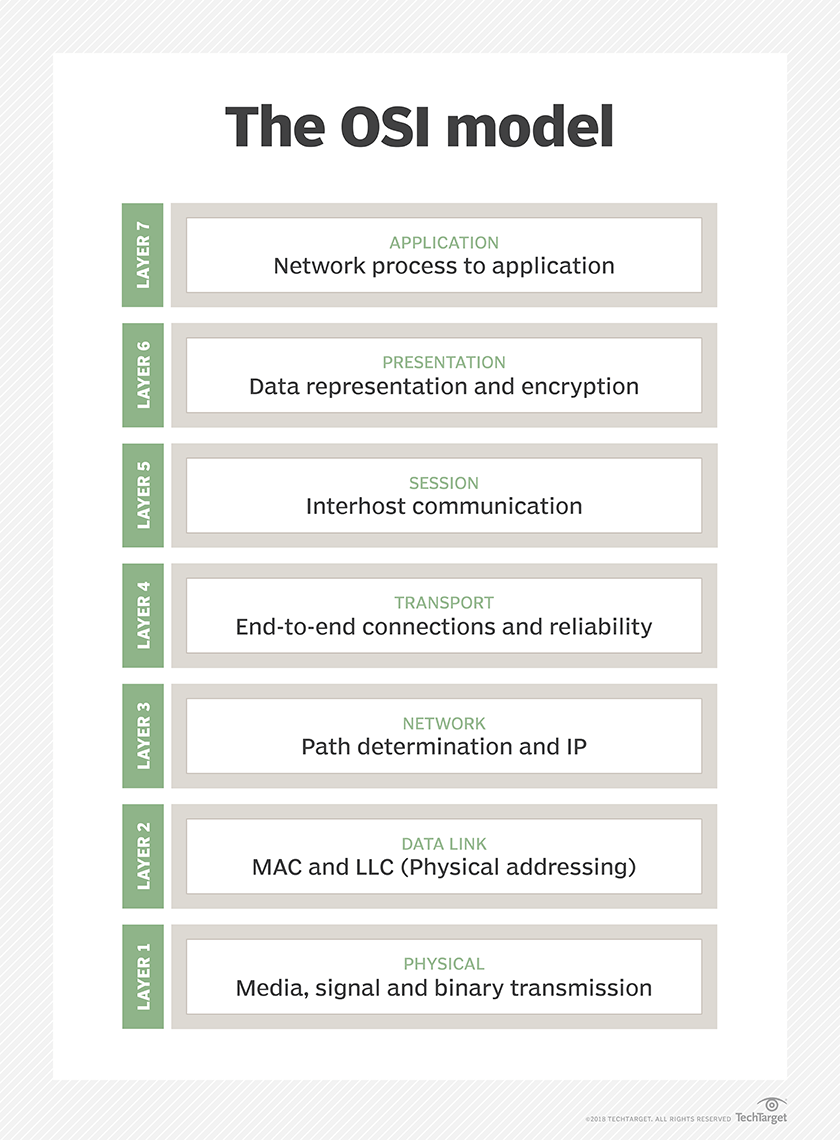 The OSI model
LAYER 7
APPLICATION
Network process to application
LAYER 6
PRESENTATION
Data representation and encryption
LAYER 5
SESSION
Interhost communication
LAYER 4
TRANSPORT
End-to-end connections and reliability
LAYER 3
NETWORK
Path determination and IP
LAYER 2
DATA LINK
MAC and LLC (Physical addressing)
LAYER 1
PHYSICAL
Media, signal and binary transmission
©2018 TECHTARGET. ALL RIGHTS RESERVED TechTarget